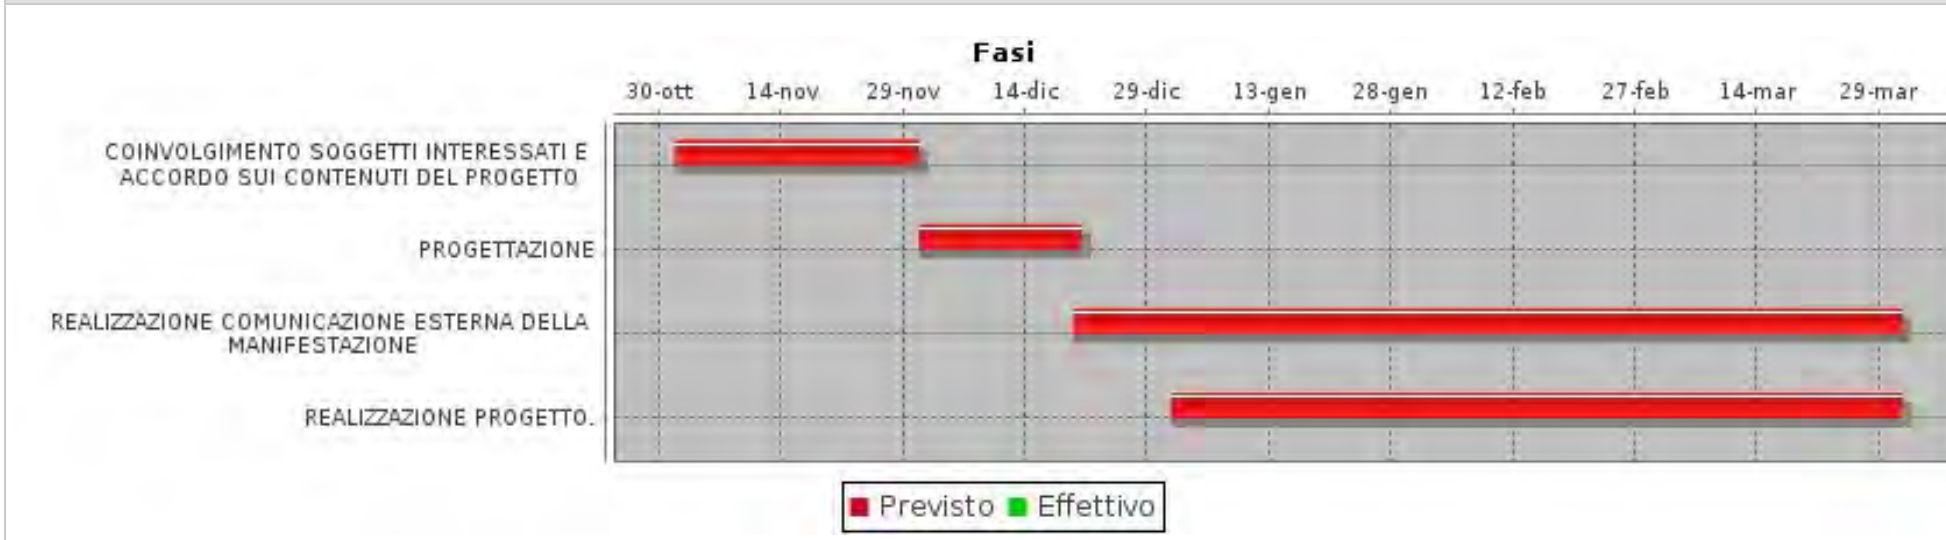 Fasi
30-ott 14-nov 29-nov 14-dic 29-dic 13-gen 28-gen 12-feb 27-feb 14-mar 29-mar
COINVOLGIMENTO SOGGETTI INTERESSATI E
ACCORDO SUI CONTENUTI DEL PROGETTO
PROGETTAZIONE
REALIZZAZIONE COMUNICAZIONE ESTERNA DELLA
MANIFESTAZIONE
REALIZZAZIONE PROGETTO.
Previsto Effettivo